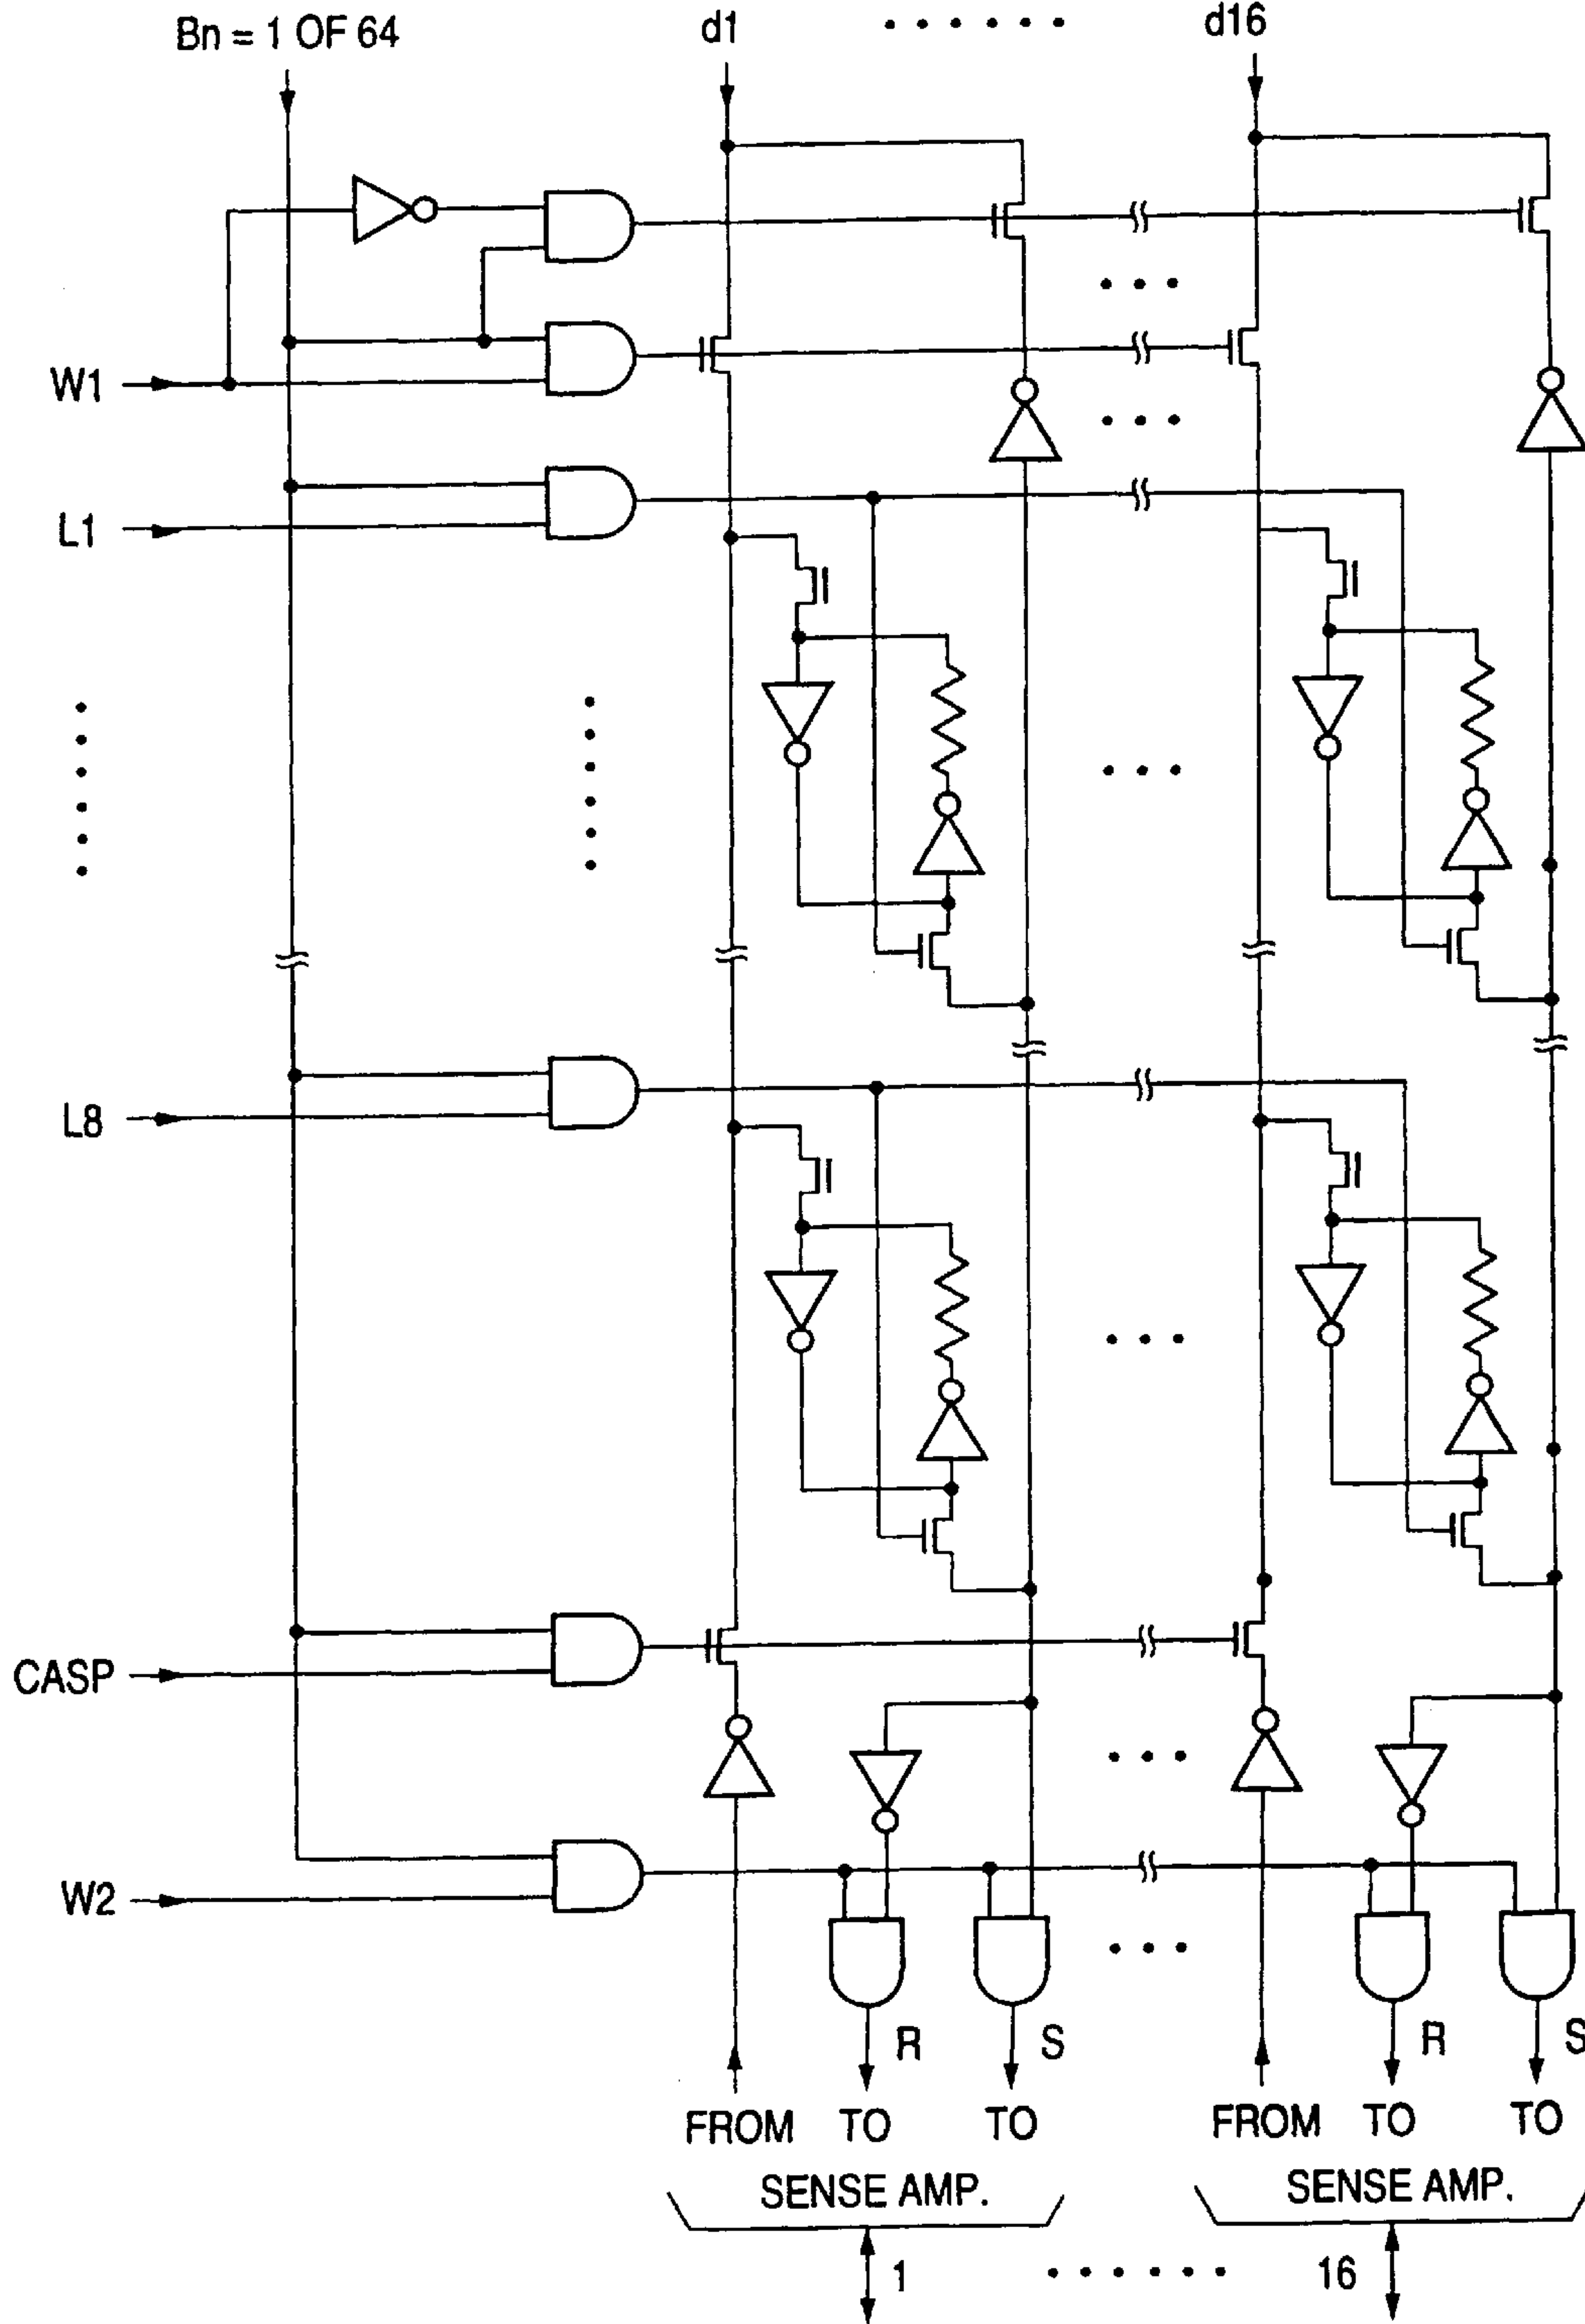 Bn = 1 OF 64
d1
d16
W1
L1
L8
CASP
W2
R
S
R
S
FROM
TO
TO
FROM
TO
TO
SENSE AMP.
SENSE AMP.
1
16